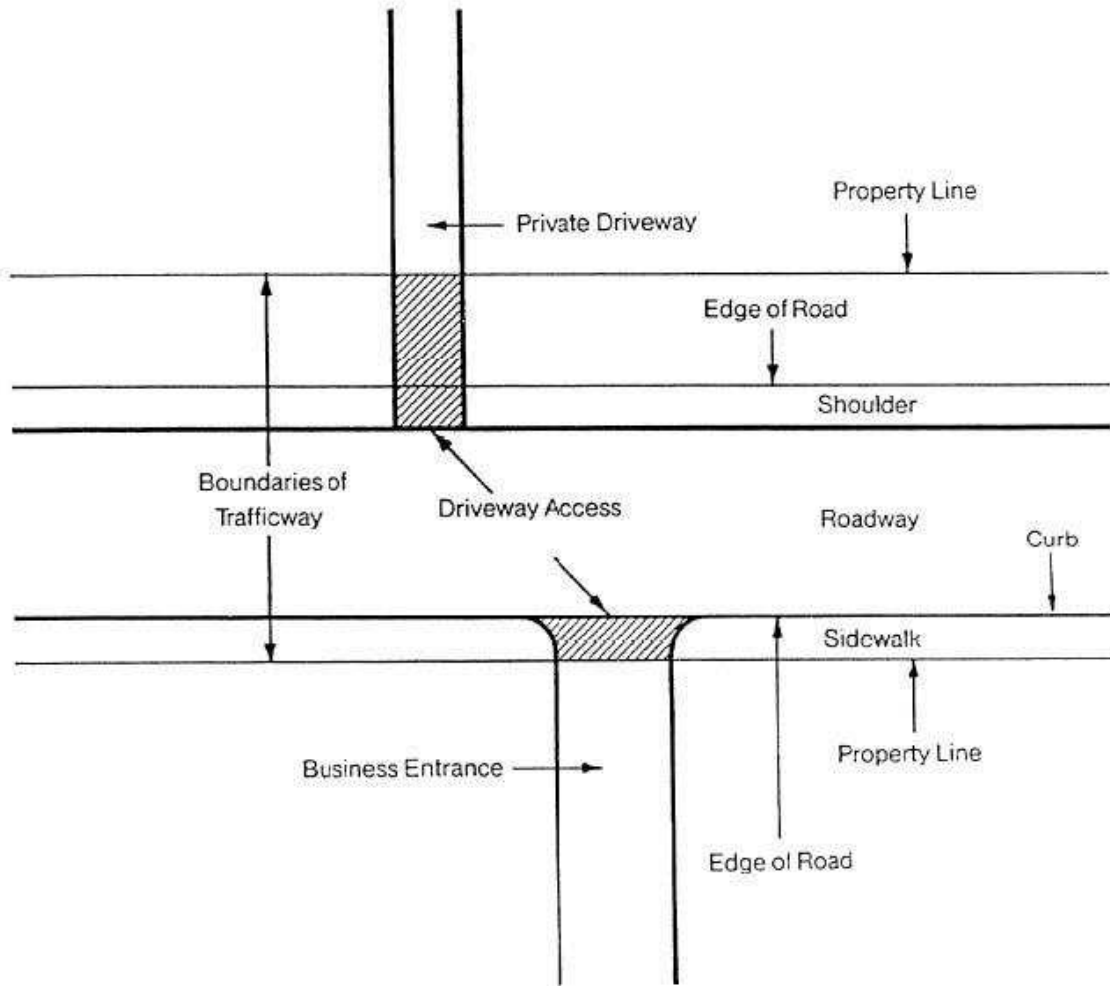 Property Line
Private Driveway
Edge of Road
Shoulder
Boundaries of
Trafficway
Driveway Access
Roadway
Curb
Sidewalk
Property Line
Business Entrance
Edge of Road